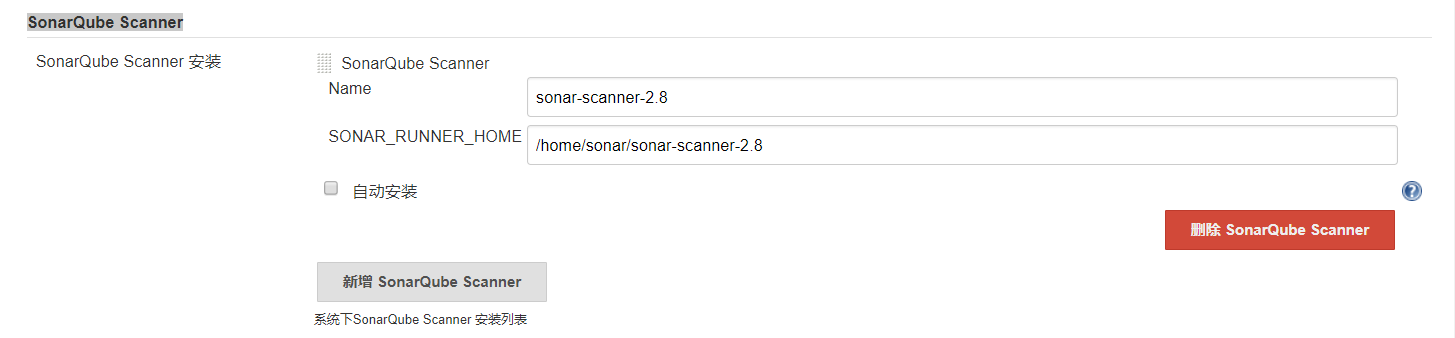 SonarQube Scanner
SonarQube Scanner 安装
SonarQube Scanner
Name
sonar-scanner-2.8
SONAR_RUNNER_HOME
/home/sonar/sonar-scanner-2.8
自动安装
?
删除 SonarQube Scanner
新增 SonarQube Scanner
系统下SonarQube Scanner 安装列表